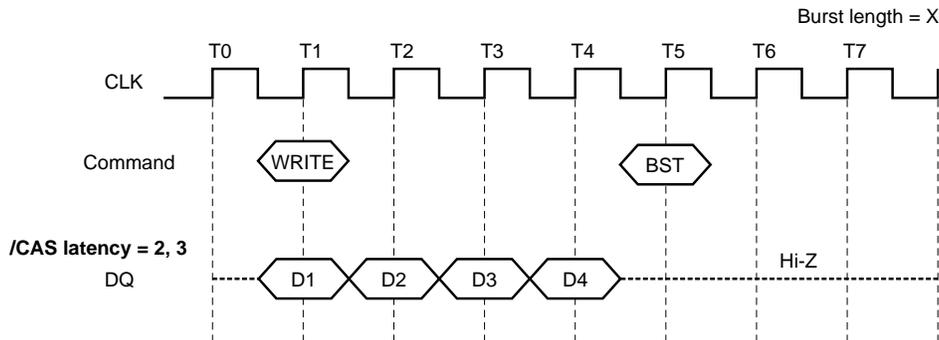 Burst length = X
T0 T1 T2 T3 T4 T5 T6 T7
CLK
Command WRITE BST
/CAS latency = 2, 3
Hi-Z
DQ D1 D2 D3 D4